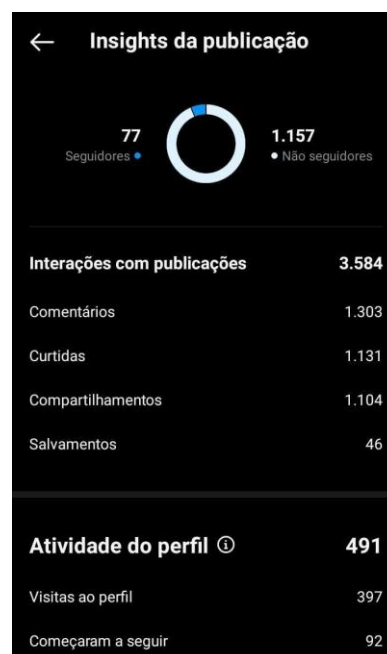 Insights da publicação
77
Seguidores
1.157
Não seguidores
Interações com publicações 3.584
Comentários 1.303
Curtidas 1.131
Compartilhamentos 1.104
Salvamentos 46
Atividade do perfil 491
Visitas ao perfil 397
Começaram a seguir 92